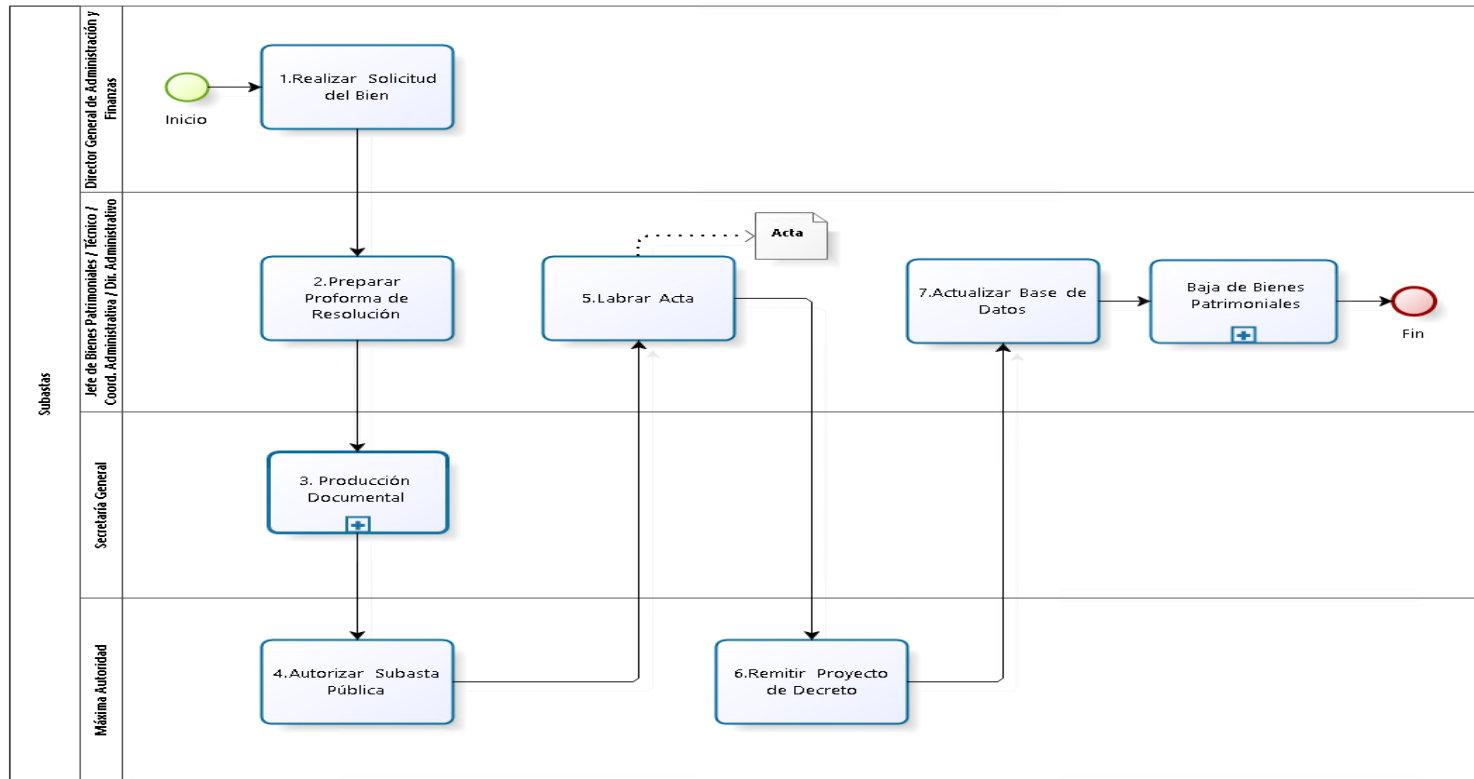 Subastas
Director General de Administración y
Finanzas
Inicio
1.Realizar Solicitud
del Bien
Jefe de Bienes Patrimoniales / Técnico /
Coord. Administrativa / Dir. Administrativo
2.Preparar
Proforma de
Resolución
5.Labrar Acta
Acta
7.Actualizar Base de
Datos
Baja de Bienes
Patrimoniales
Fin
Secretaría General
3. Producción
Documental
Máxima Autoridad
4.Autorizar Subasta
Pública
6.Remitir Proyecto
de Decreto